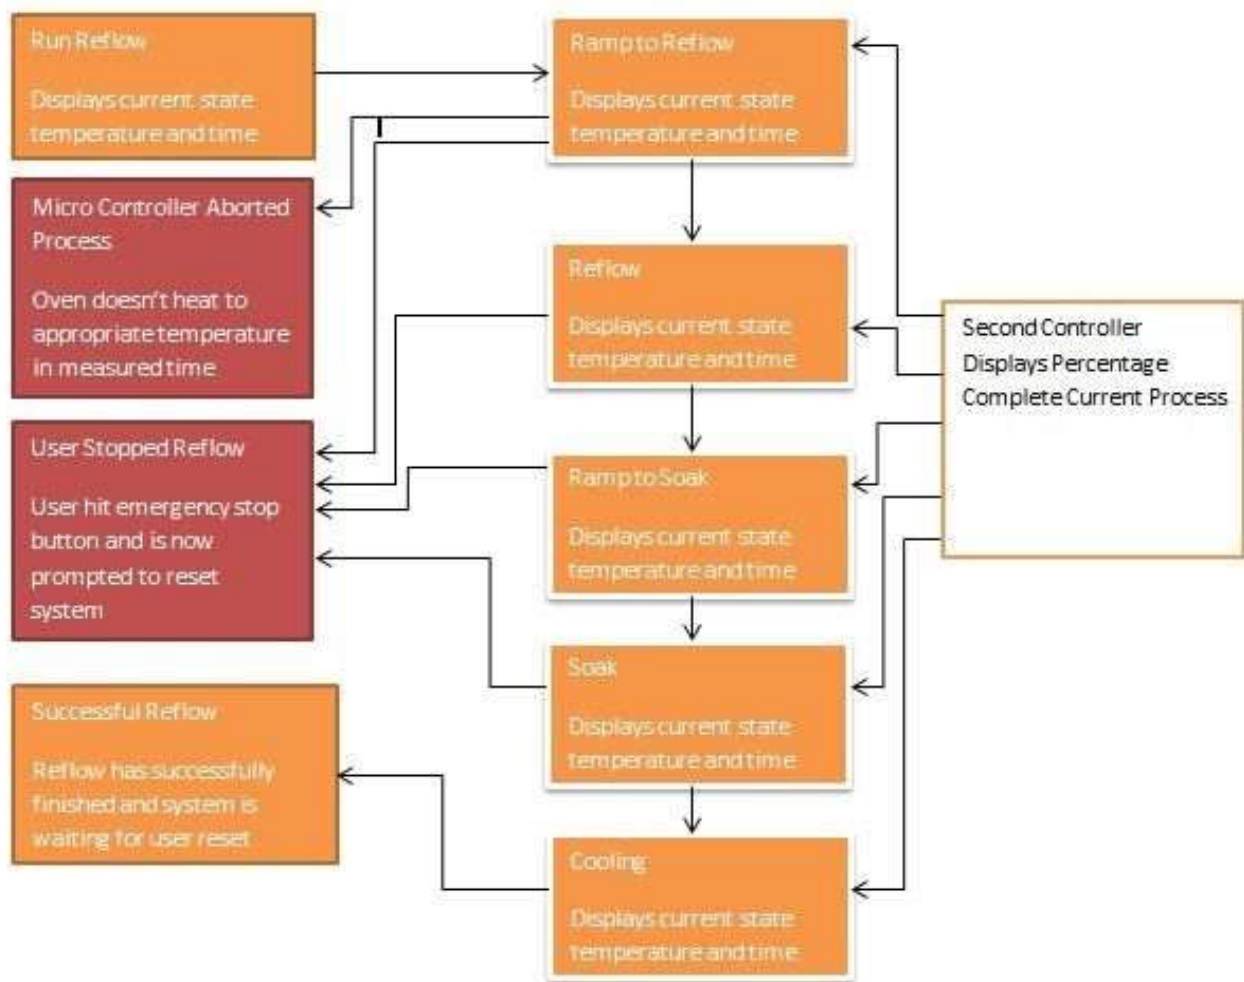 Run Reflow
Displays current state
temperature and time
Micro Controller Aborted
Process
Oven doesn't heat to
appropriate temperature
in measured time
User Stopped Reflow
User hit emergency stop
button and is now
prompted to reset
system
Successful Reflow
Reflow has successfully
finished and system is
waiting for user reset
Ramp to Reflow
Displays current state
temperature and time
Reflow
Displays current state
temperature and time
Ramp to Soak
Displays current state
temperature and time
Soak
Displays current state
temperature and time
Cooling
Displays current state
temperature and time
Second Controller
Displays Percentage
Complete Current Process